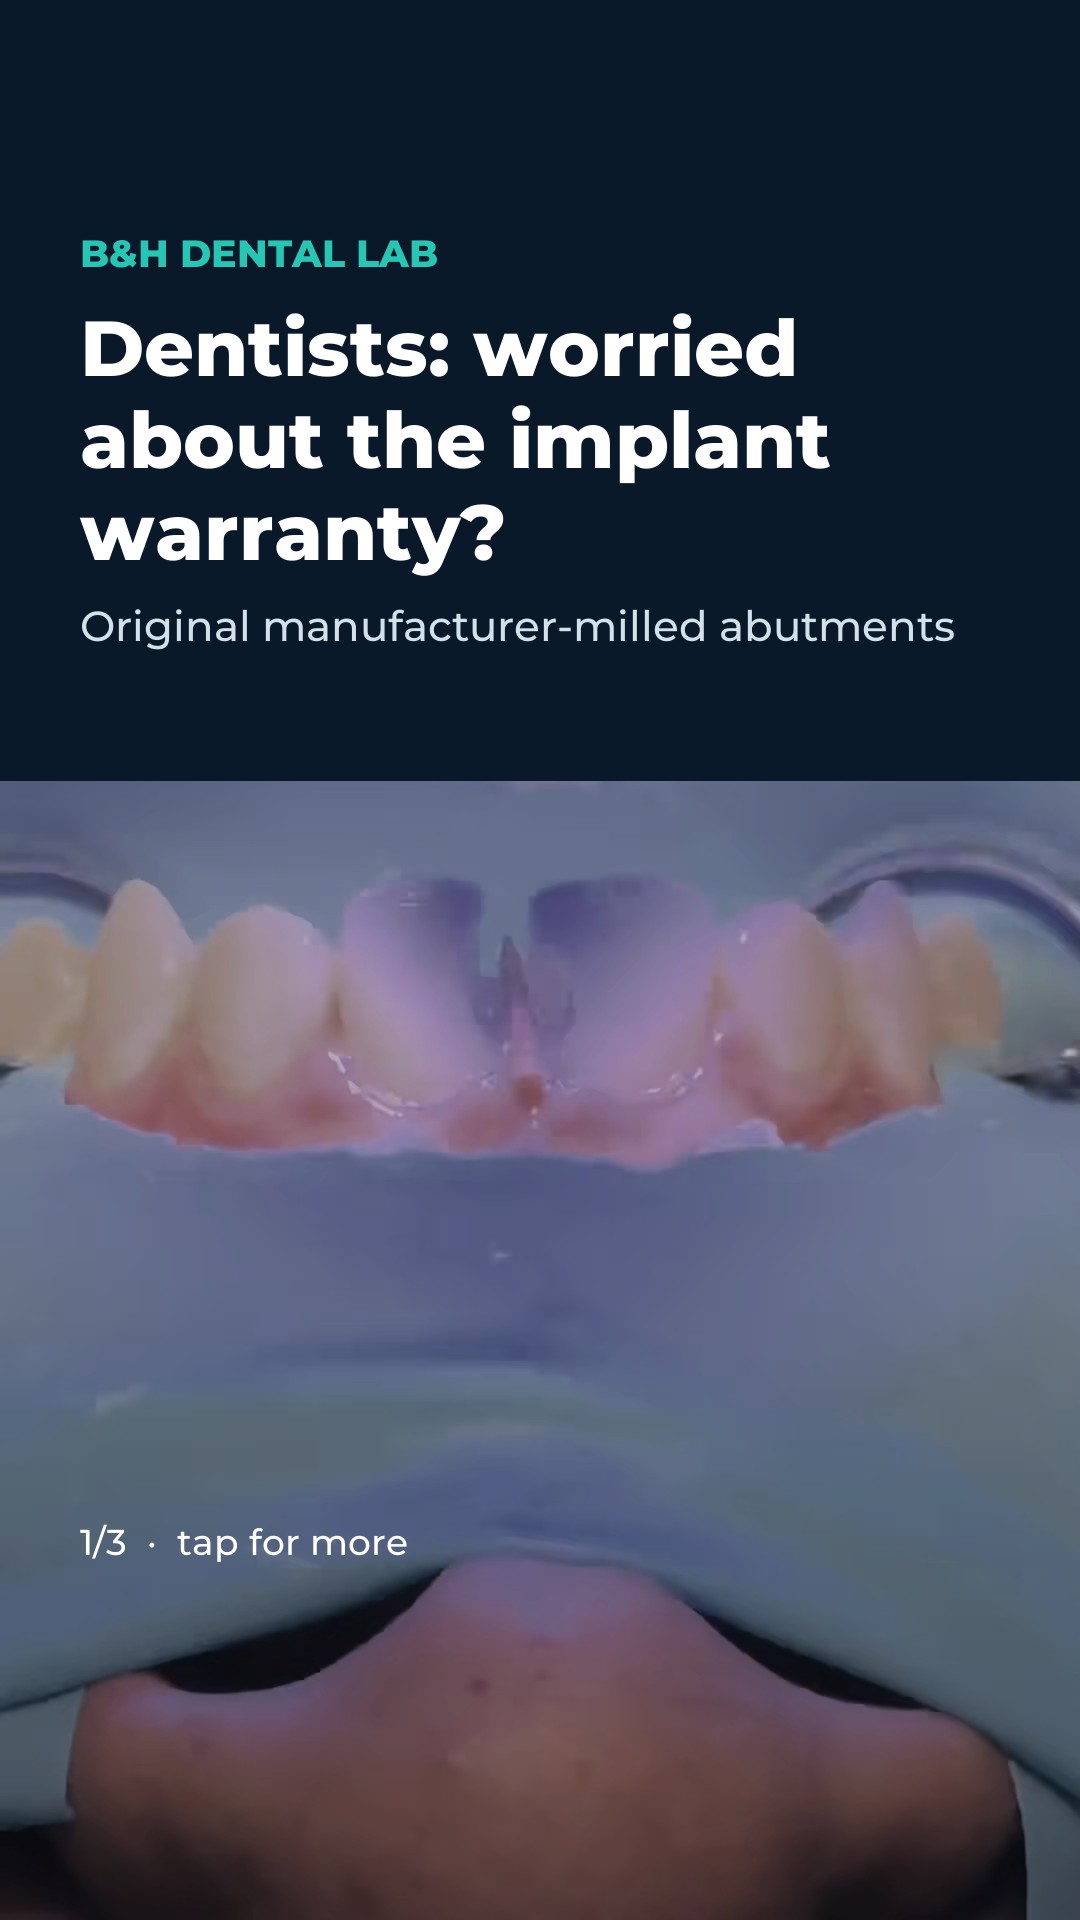 B&H DENTAL LAB
Dentists: worried
about the implant
warranty?
Original manufacturer-milled abutments
1/3 · tap for more